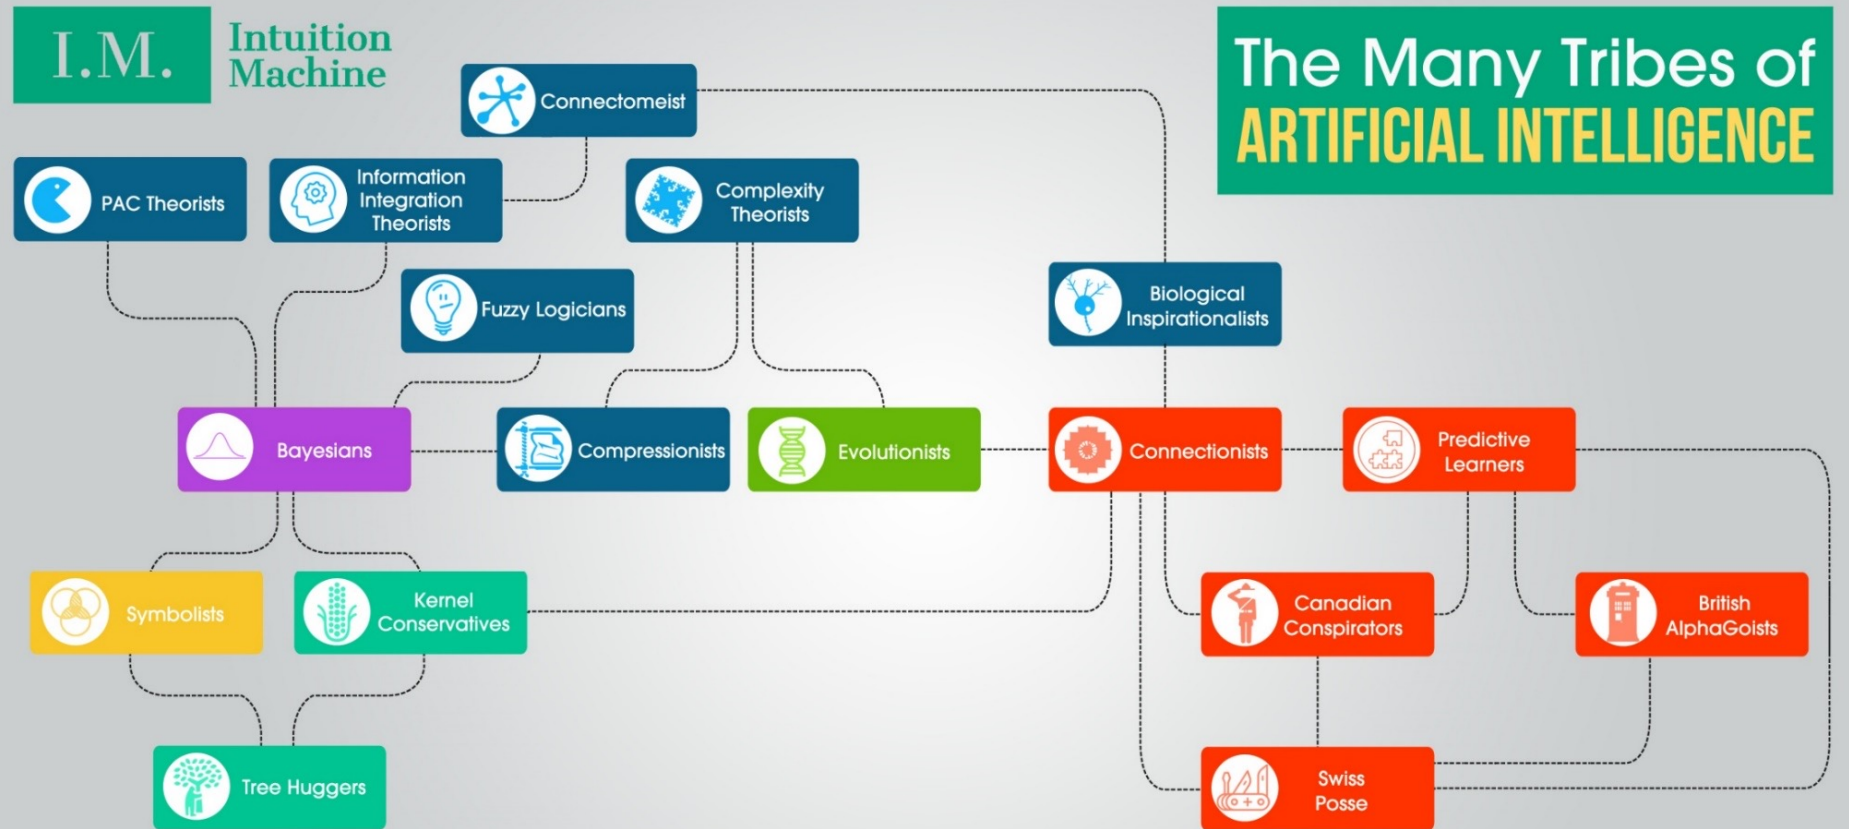 I.M.
Intuition
Machine
The Many Tribes of
ARTIFICIAL INTELLIGENCE
Connectomeist
PAC Theorists
Information
Integration
Theorists
Complexity
Theorists
Fuzzy Logicians
Biological
Inspirationalists
Bayesians
Compressionists
Evolutionists
Connectionists
Predictive
Learners
Symbolists
Kernel
Conservatives
Canadian
Conspirators
British
AlphaGoists
Tree Huggers
Swiss
Posse